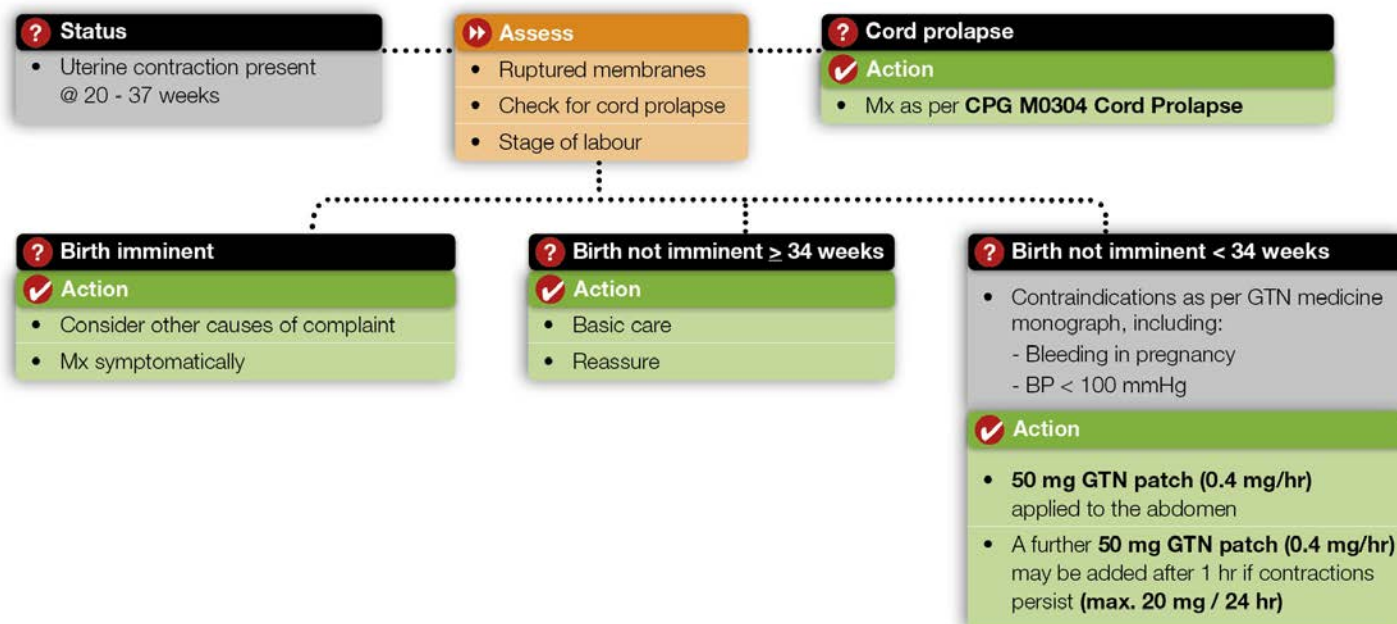 Status
• Uterine contraction present
@ 20 - 37 weeks
Assess
• Ruptured membranes
• Check for cord prolapse
• Stage of labour
Cord prolapse
Action
• Mx as per CPG M0304 Cord Prolapse
Birth imminent
Action
• Consider other causes of complaint
• Mx symptomatically
Birth not imminent ≥ 34 weeks
Action
• Basic care
• Reassure
Birth not imminent < 34 weeks
• Contraindications as per GTN medicine
monograph, including:
- Bleeding in pregnancy
- BP < 100 mmHg
Action
• 50 mg GTN patch (0.4 mg/hr)
applied to the abdomen
• A further 50 mg GTN patch (0.4 mg/hr)
may be added after 1 hr if contractions
persist (max. 20 mg / 24 hr)